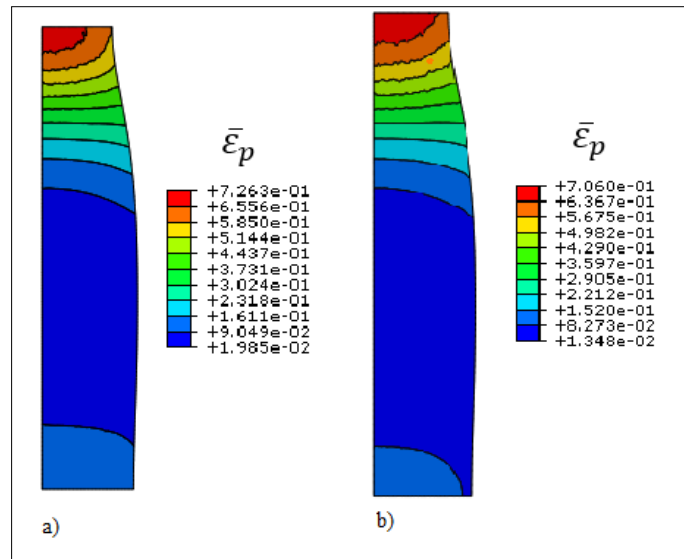 ε̄ₚ
+7.263e-01
+6.556e-01
+5.850e-01
+5.144e-01
+4.437e-01
+3.731e-01
+3.024e-01
+2.318e-01
+1.611e-01
+9.049e-02
+1.985e-02
a)
ε̄ₚ
+7.060e-01
+6.367e-01
+5.675e-01
+4.982e-01
+4.290e-01
+3.597e-01
+2.905e-01
+2.212e-01
+1.520e-01
+8.273e-02
+1.348e-02
b)